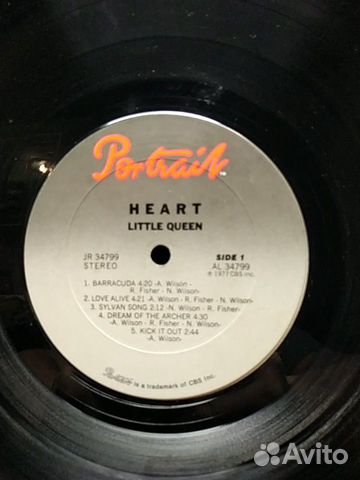 Portrait™
HEART
LITTLE QUEEN
JR 34799
STEREO
SIDE 1
AL 34799
℗ 1977 CBS Inc.
1. BARRACUDA 4:20 -A. Wilson -
R. Fisher - N. Wilson-
2. LOVE ALIVE 4:21 -A. Wilson - R. Fisher - N. Wilson-
3. SYLVAN SONG 2:12 -N. Wilson - R. Fisher-
4. DREAM OF THE ARCHER 4:30
-A. Wilson - R. Fisher - N. Wilson-
5. KICK IT OUT 2:44
-A. Wilson-
Portrait is a trademark of CBS Inc.
Avito